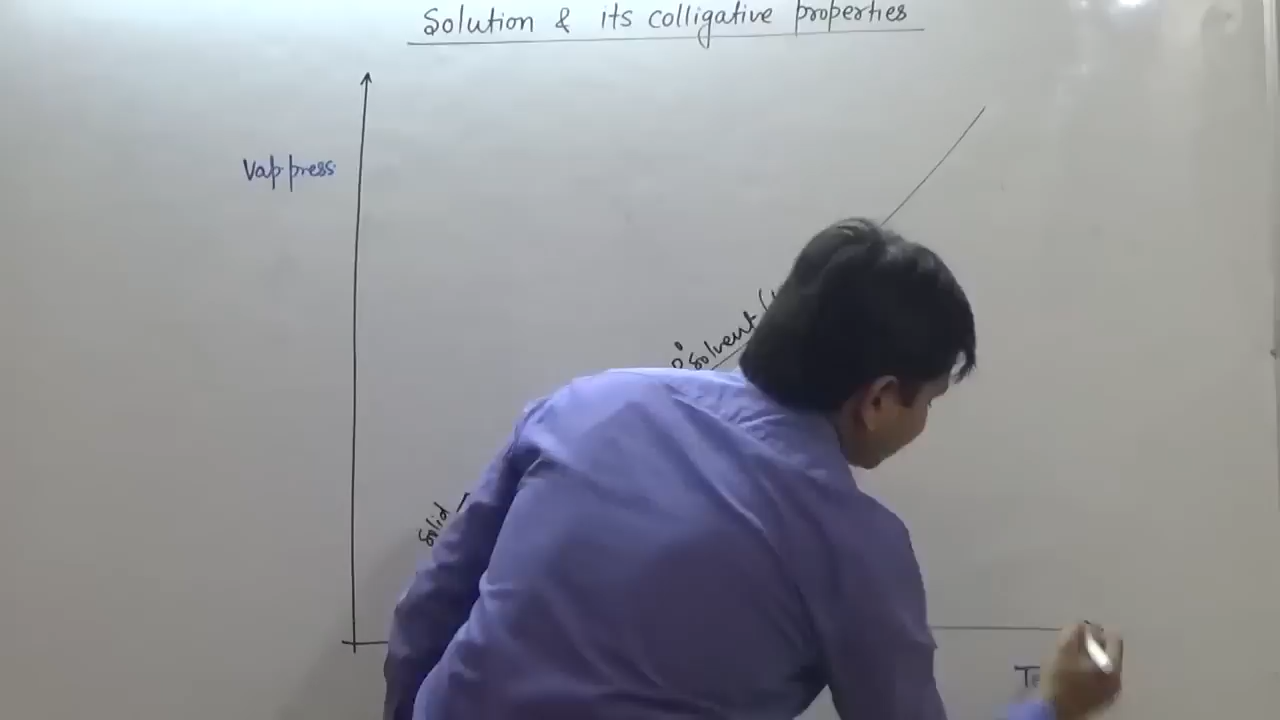 Solution & its colligative properties
Vap press.
solvent
Solid